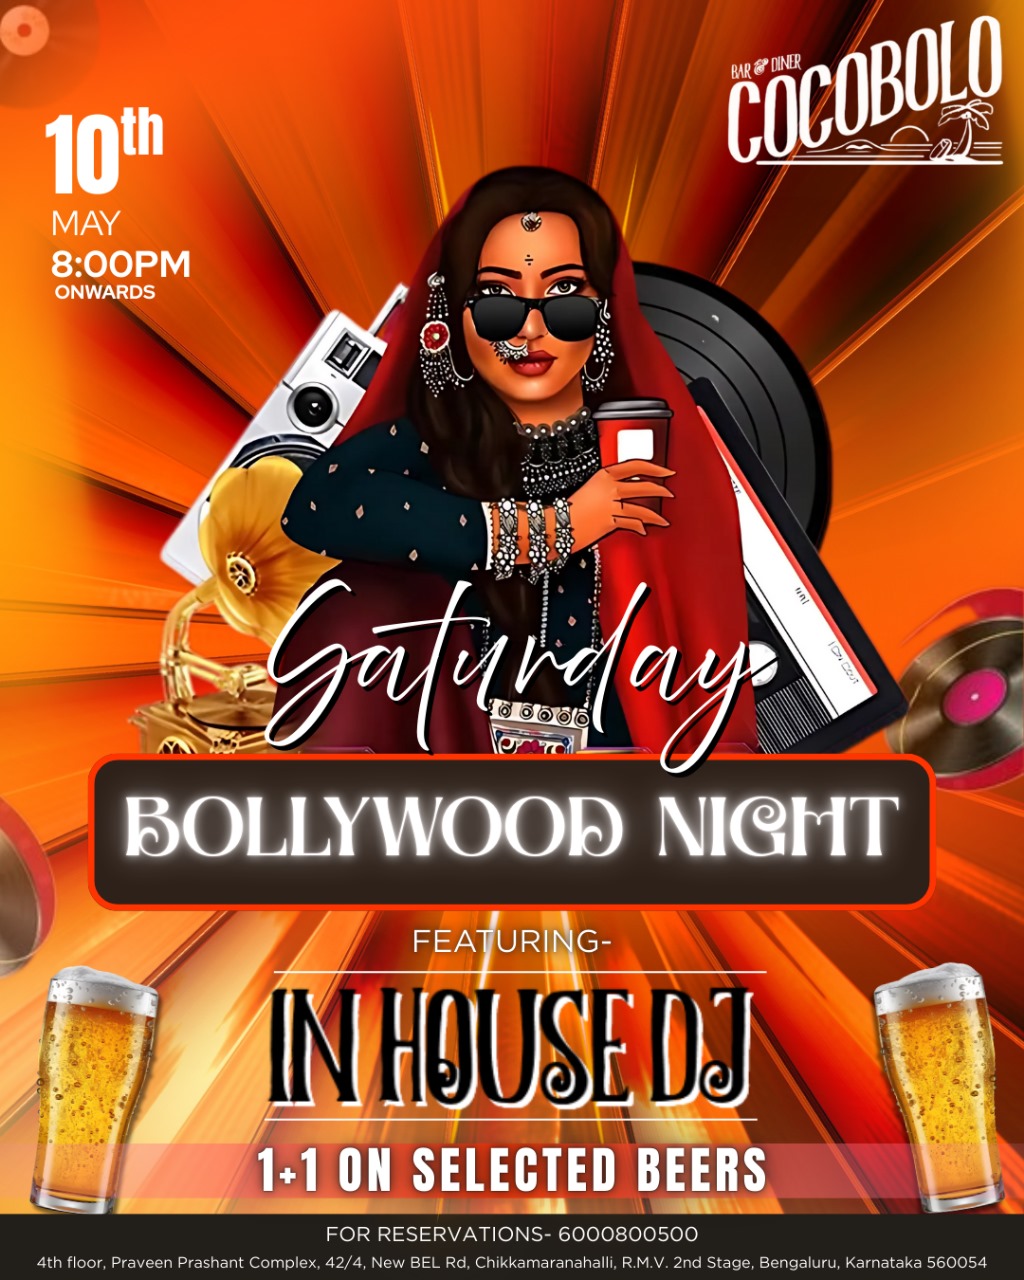 BAR & DINER
COCOBOLO
10th
MAY
8:00PM
ONWARDS
Saturday
BOLLYWOOD NIGHT
FEATURING-
IN HOUSE DJ
1+1 ON SELECTED BEERS
FOR RESERVATIONS- 6000800500
4th floor, Praveen Prashant Complex, 42/4, New BEL Rd, Chikkamaranahalli, R.M.V. 2nd Stage, Bengaluru, Karnataka 560054